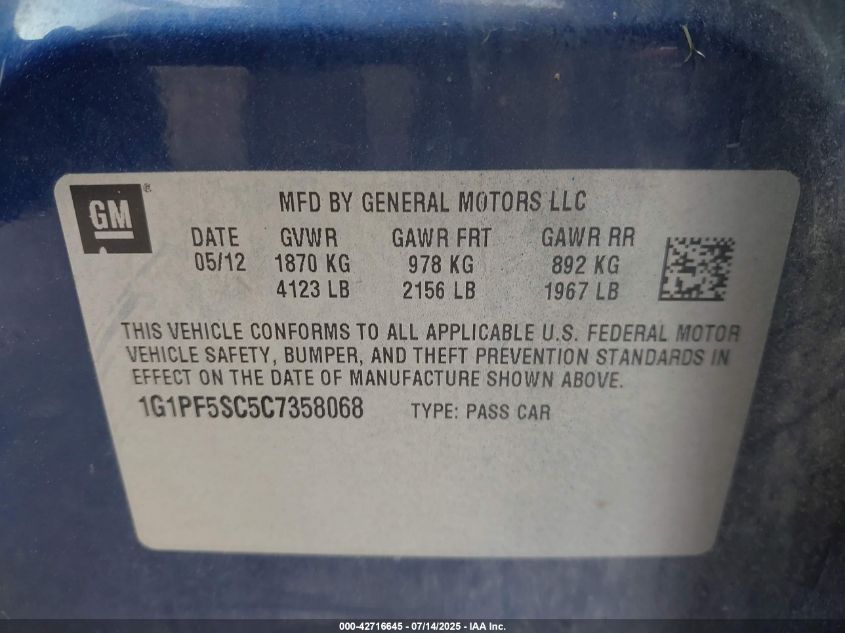 GM
MFD BY GENERAL MOTORS LLC
DATE GVWR GAWR FRT GAWR RR
05/12 1870 KG 978 KG 892 KG
4123 LB 2156 LB 1967 LB
THIS VEHICLE CONFORMS TO ALL APPLICABLE U.S. FEDERAL MOTOR
VEHICLE SAFETY, BUMPER, AND THEFT PREVENTION STANDARDS IN
EFFECT ON THE DATE OF MANUFACTURE SHOWN ABOVE.
1G1PF5SC5C7358068 TYPE: PASS CAR
000-42716645 - 07/14/2025 - IAA Inc.